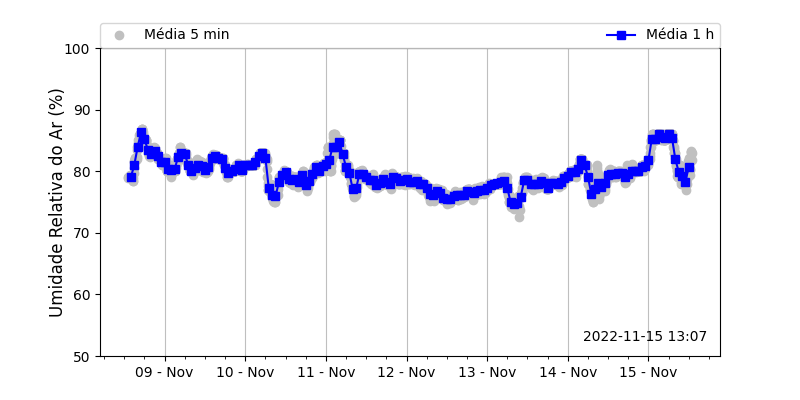 Média 5 min
Média 1 h
Umidade Relativa do Ar (%)
100
90
80
70
60
50
2022-11-15 13:07
09 - Nov
10 - Nov
11 - Nov
12 - Nov
13 - Nov
14 - Nov
15 - Nov